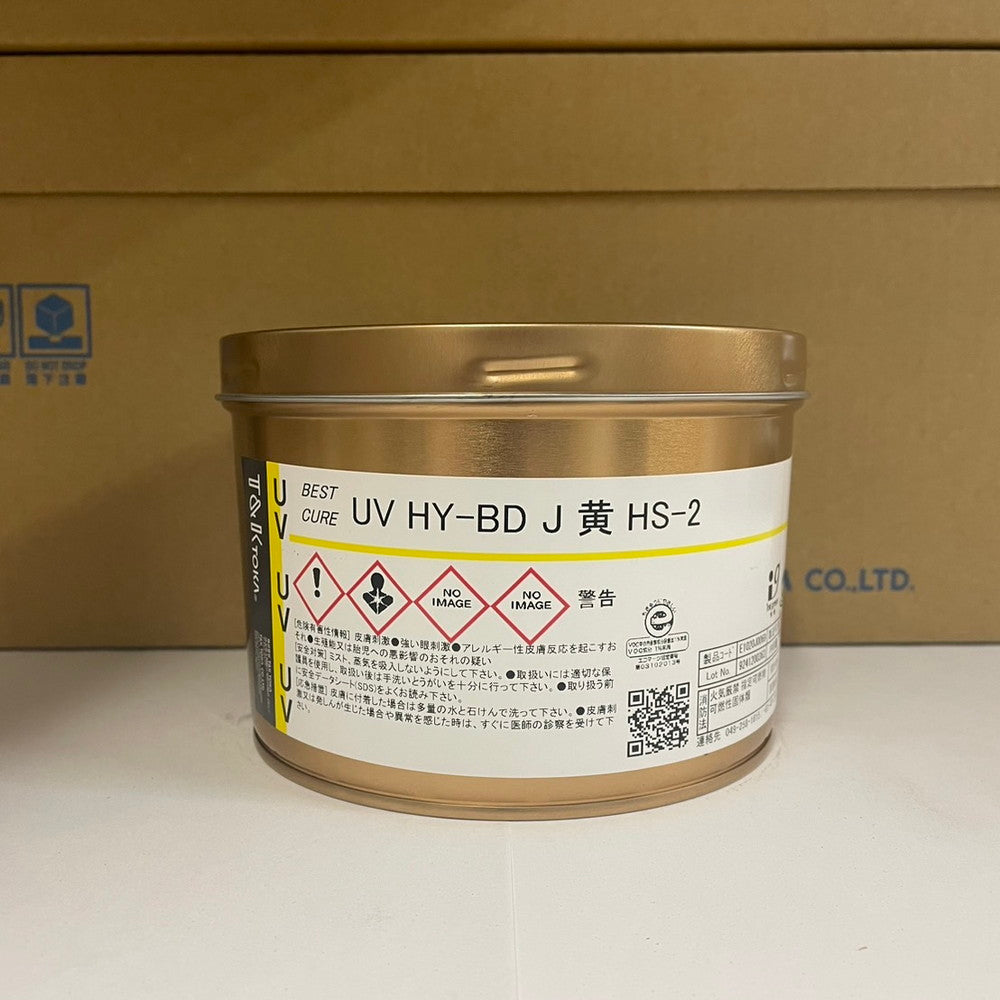 DO NOT DROP
落下注意
CO.,LTD.
T&K TOKA
UV UV UV
BEST CURE
UV HY-BD J 黄 HS-2
NO IMAGE
NO IMAGE
警告
[危険有害性情報] 皮膚刺激●強い眼刺激●アレルギー性皮膚反応を起こすお
それ●生殖能又は胎児への悪影響のおそれの疑い
[安全対策] ミスト、蒸気を吸入しないようにして下さい。●取扱いには適切な保
護具を使用し、取扱い後は手洗いとうがいを十分に行って下さい。●取り扱う前
に安全データシート(SDS)をよくお読み下さい。
[応急措置] 皮膚に付着した場合は多量の水と石けんで洗って下さい。●皮膚刺
激又は発しんが生じた場合や異常を感じた時は、すぐに医師の診察を受けて下
さい。
製品コード
Lot No.
消防法
火気厳禁
可燃性固体類
連絡先